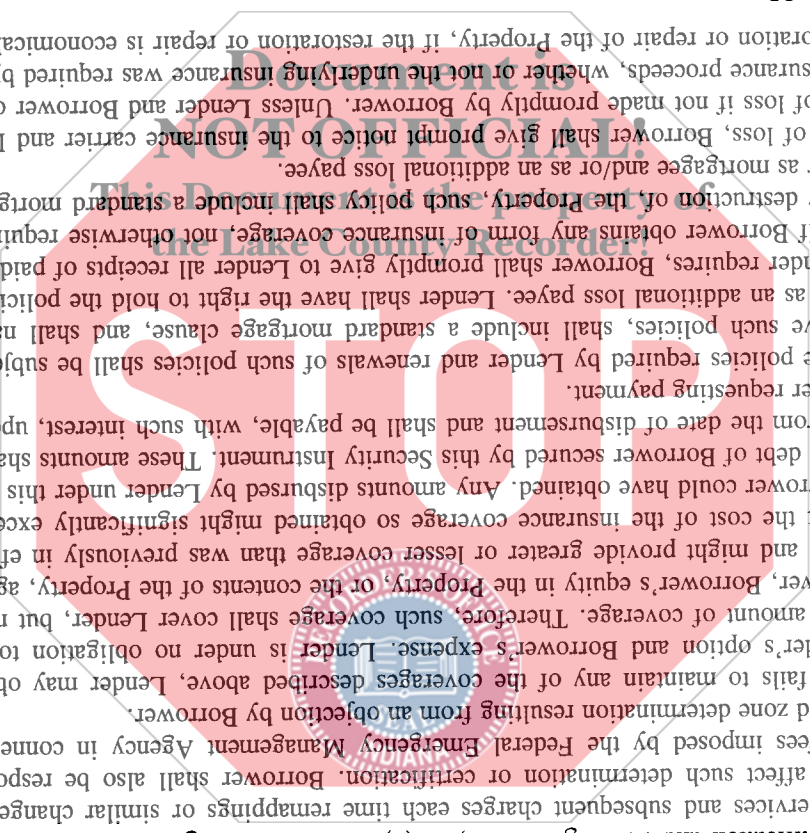 ervices and subsequent charges each time remappings or similar change
affect such determination or certification. Borrower shall also be respo
ees imposed by the Federal Emergency Management Agency in conne
d zone determination resulting from an objection by Borrower.
fails to maintain any of the coverages described above, Lender may ob
der's option and Borrower's expense. Lender is under no obligation to
amount of coverage. Therefore, such coverage shall cover Lender, but
ver, Borrower's equity in the Property, or the contents of the Property, ag
and might provide greater or lesser coverage than was previously in ef
t the cost of the insurance coverage so obtained might significantly exce
rrower could have obtained. Any amounts disbursed by Lender under this
debt of Borrower secured by this Security Instrument. These amounts sha
rom the date of disbursement and shall be payable, with such interest, up
er requesting payment.
e policies required by Lender and renewals of such policies shall be subje
ve such policies, shall include a standard mortgage clause, and shall na
as an additional loss payee. Lender shall have the right to hold the polici
nder requires, Borrower shall promptly give to Lender all receipts of paid
f Borrower obtains any form of insurance coverage, not otherwise requi
destruction of, the Property, such policy shall include a standard mortg
as mortgagee and/or as an additional loss payee.
of loss, Borrower shall give prompt notice to the insurance carrier and
of loss if not made promptly by Borrower. Unless Lender and Borrower
surance proceeds, whether or not the underlying insurance was required b
oration or repair of the Property, if the restoration or repair is economical
Document is
NOT OFFICIAL!
This Document is the property of
the Lake County Recorder!
STOP
INDIANA